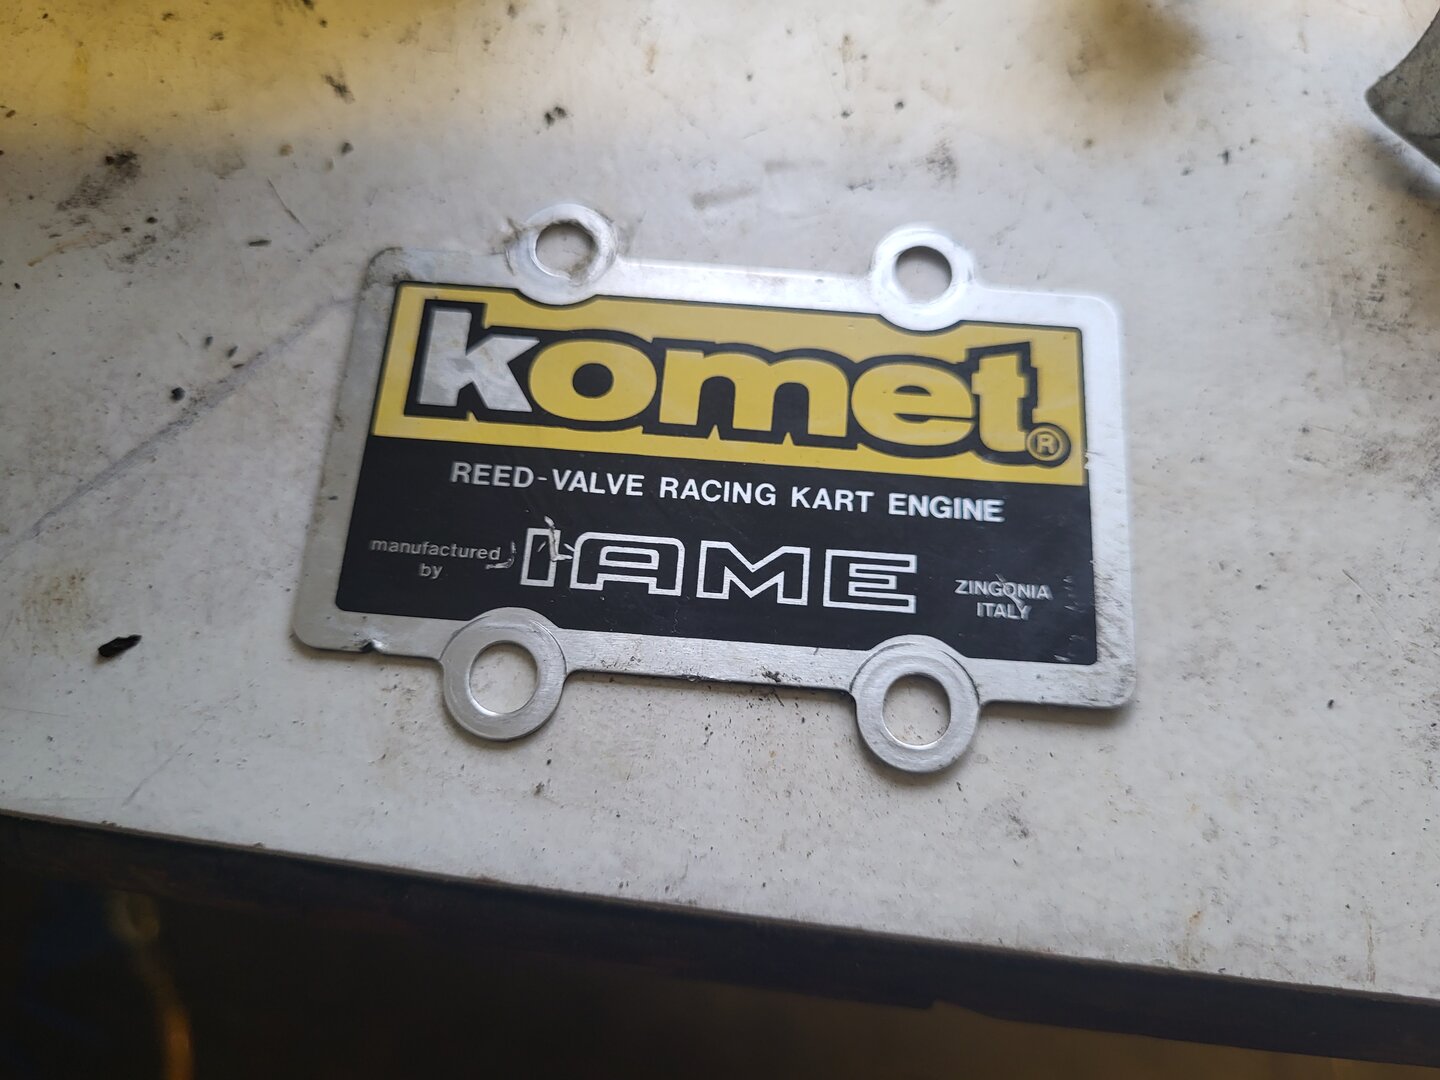 komet®
REED-VALVE RACING KART ENGINE
manufactured
by
IAME
ZINGONIA
ITALY